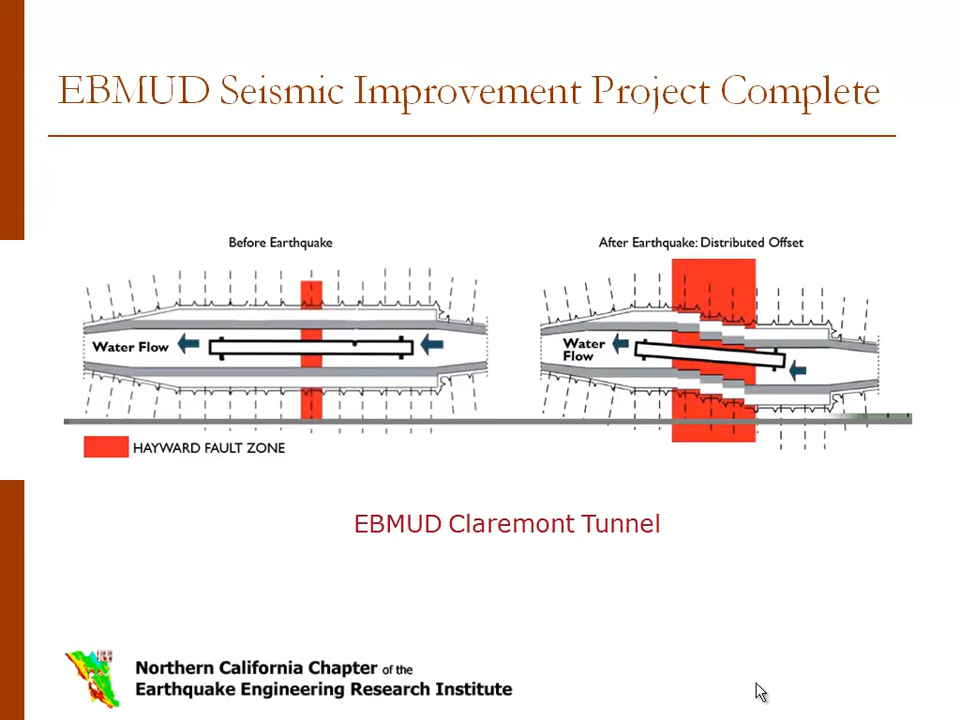 EBMUD Seismic Improvement Project Complete
Before Earthquake
After Earthquake: Distributed Offset
Water Flow
Water
Flow
HAYWARD FAULT ZONE
EBMUD Claremont Tunnel
Northern California Chapter of the
Earthquake Engineering Research Institute